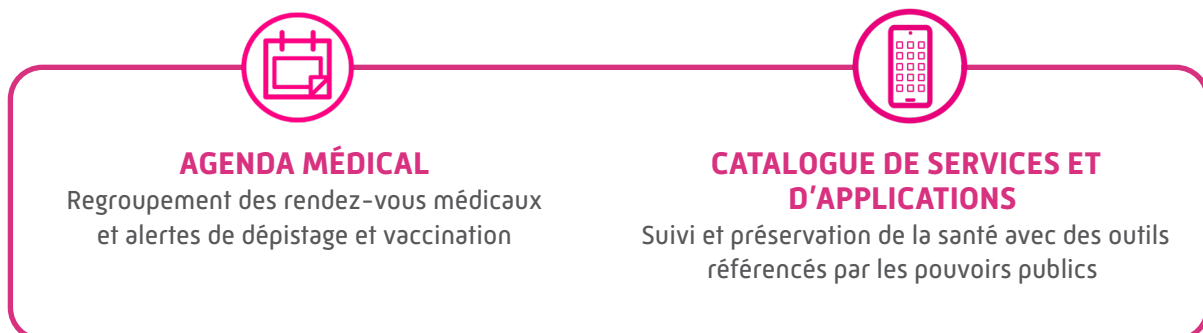 AGENDA MÉDICAL
Regroupement des rendez-vous médicaux
et alertes de dépistage et vaccination
CATALOGUE DE SERVICES ET
D'APPLICATIONS
Suivi et préservation de la santé avec des outils
référencés par les pouvoirs publics